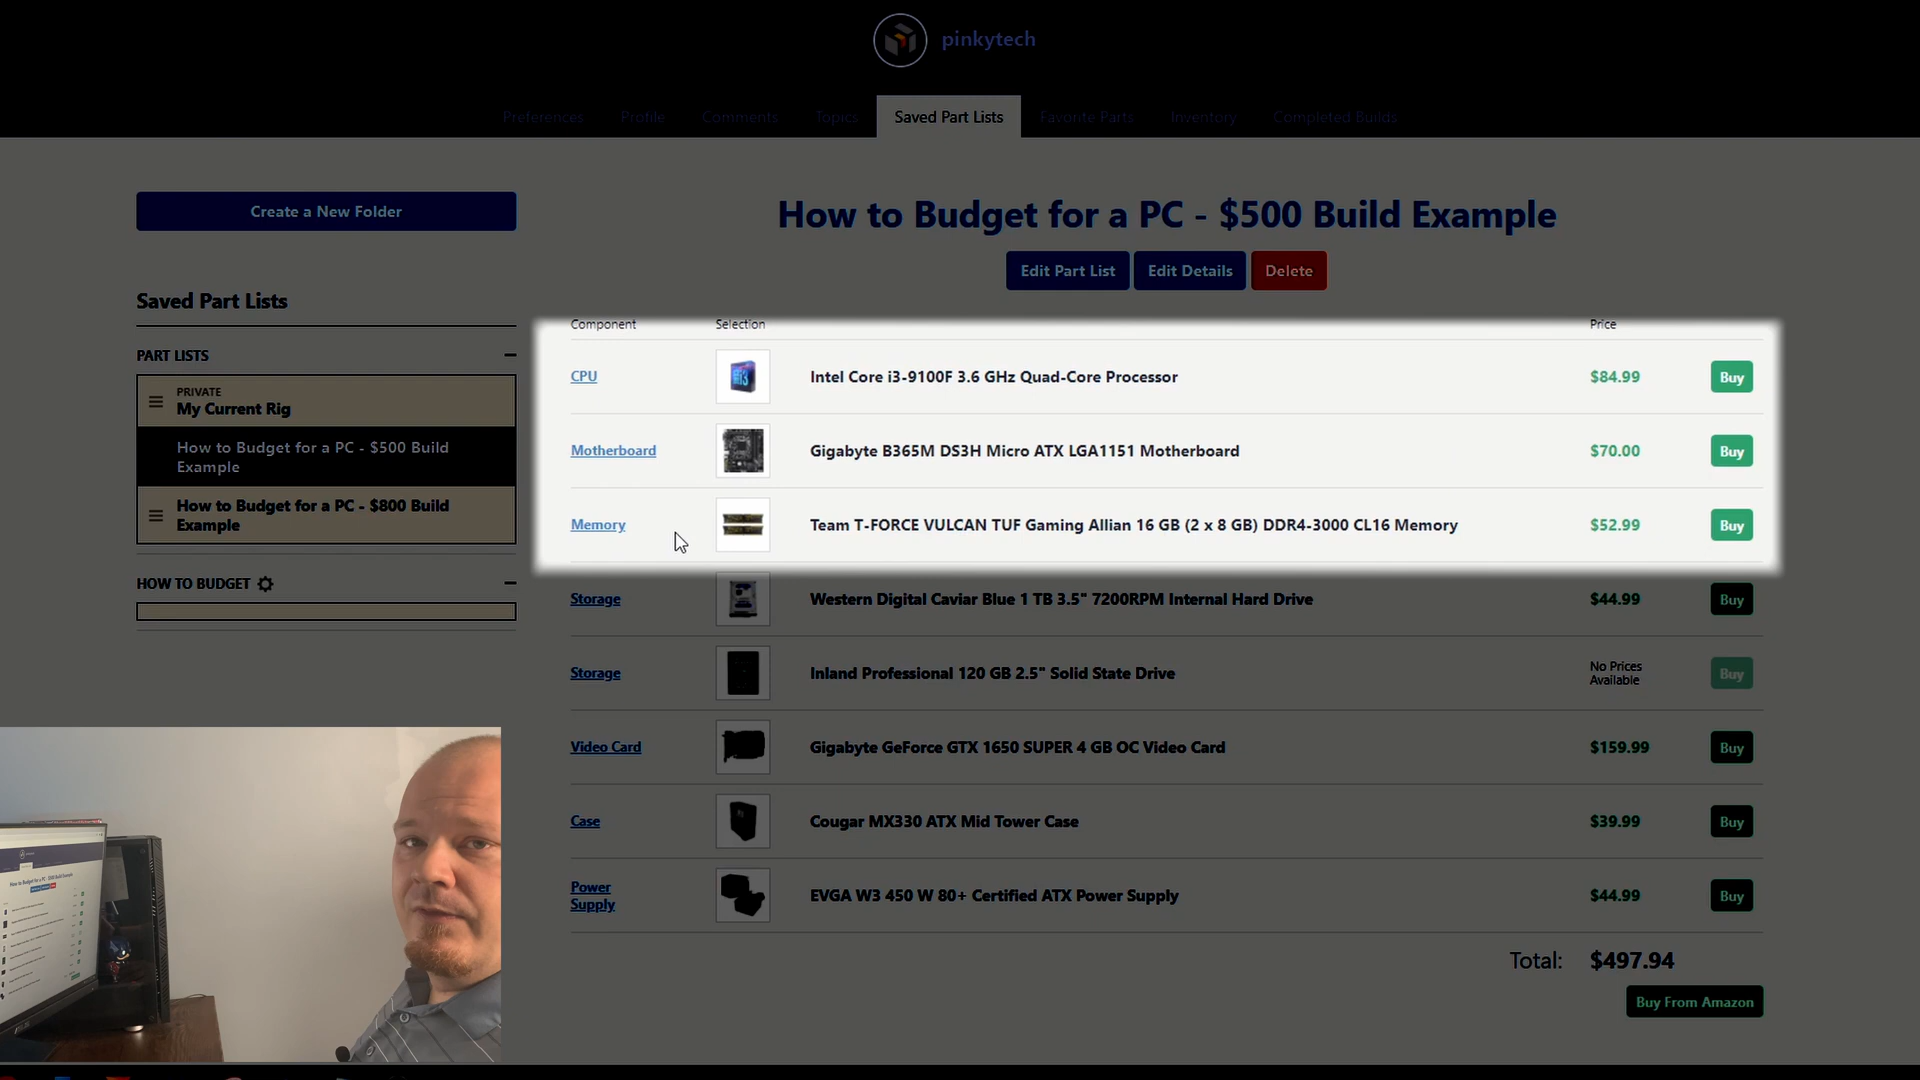 pinkytech
Preferences Profile Comments Topics Saved Part Lists Favorite Parts Inventory Completed Builds
Create a New Folder
Saved Part Lists
PART LISTS
PRIVATE
My Current Rig
How to Budget for a PC - $500 Build
Example
How to Budget for a PC - $800 Build
Example
HOW TO BUDGET
How to Budget for a PC - $500 Build Example
Edit Part List Edit Details Delete
Component Selection Price
CPU Intel Core i3-9100F 3.6 GHz Quad-Core Processor $84.99 Buy
Motherboard Gigabyte B365M DS3H Micro ATX LGA1151 Motherboard $70.00 Buy
Memory Team T-FORCE VULCAN TUF Gaming Allian 16 GB (2 x 8 GB) DDR4-3000 CL16 Memory $52.99 Buy
Storage Western Digital Caviar Blue 1 TB 3.5" 7200RPM Internal Hard Drive $44.99 Buy
Storage Inland Professional 120 GB 2.5" Solid State Drive No Prices Buy
Available
Video Card Gigabyte GeForce GTX 1650 SUPER 4 GB OC Video Card $159.99 Buy
Case Cougar MX330 ATX Mid Tower Case $39.99 Buy
Power EVGA W3 450 W 80+ Certified ATX Power Supply $44.99 Buy
Supply
Total: $497.94
Buy From Amazon
How to Budget for a PC - $500 Build Example